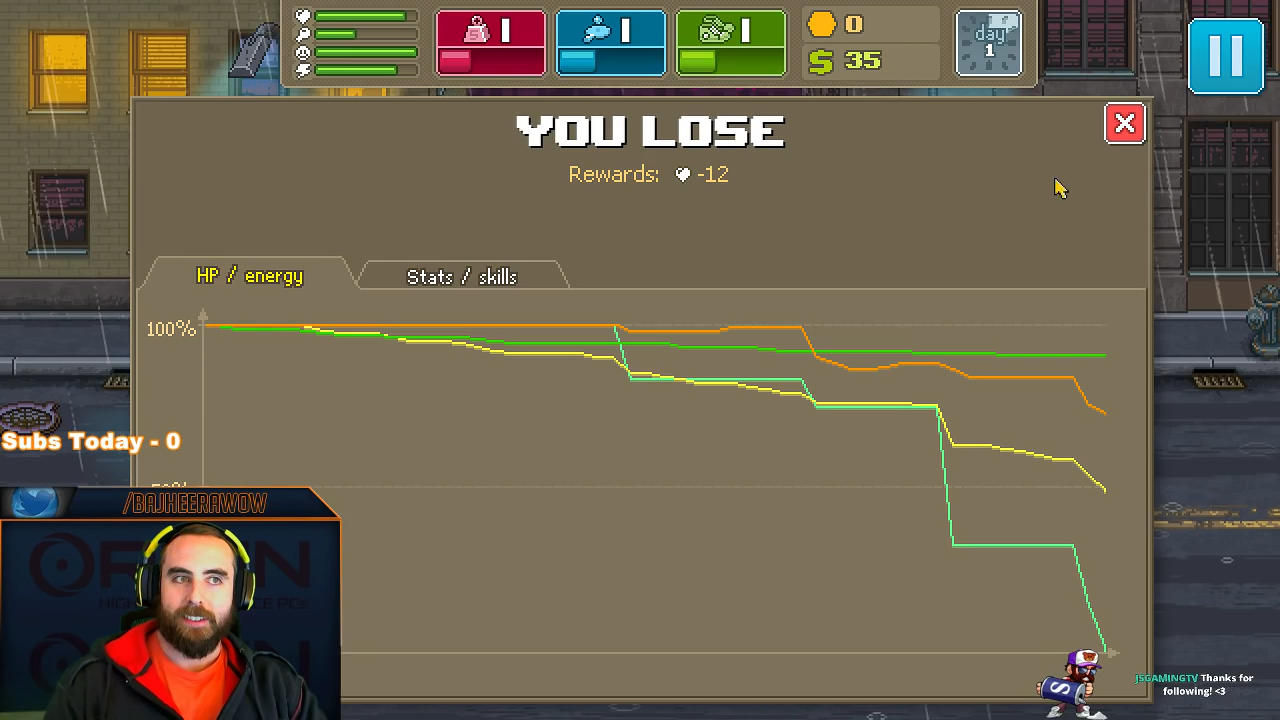 1
1
1
0
35
day
1
YOU LOSE
Rewards: -12
HP / energy
Stats / skills
100%
Subs Today - 0
/BAJHEERAWOW
JSGAMINGTV Thanks for
following! <3